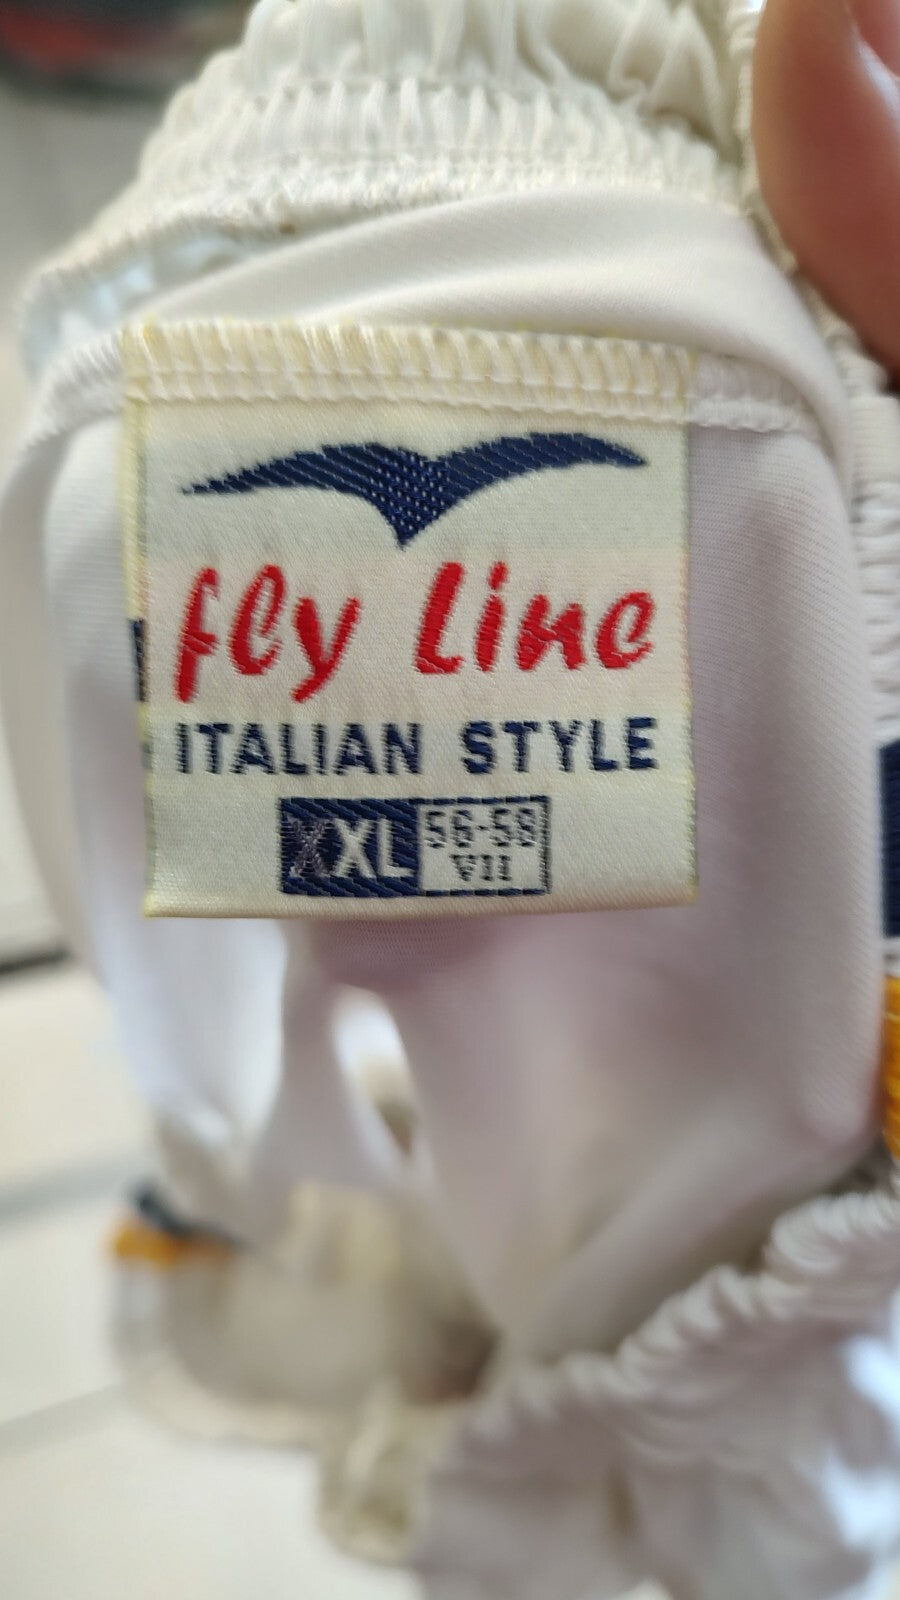 fly Line
ITALIAN STYLE
XXL 56-58
VII